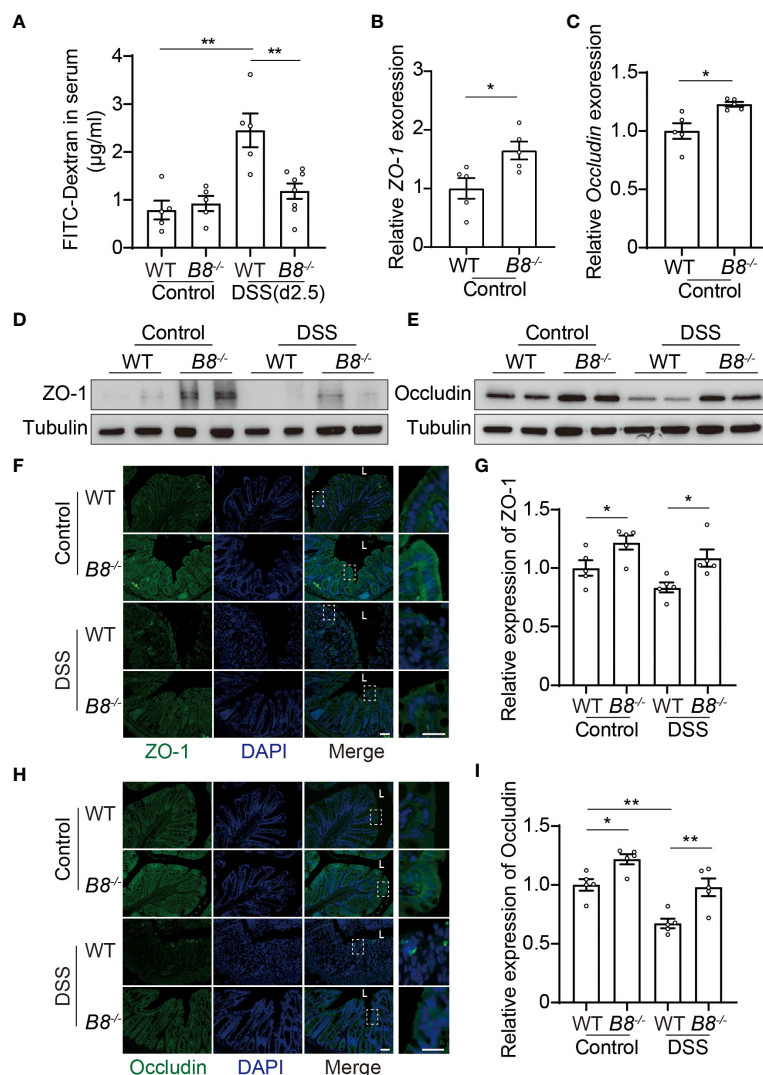 A
FITC-Dextran in serum
(μg/ml)
4
3
2
1
0
**
**
WT B8-/- WT B8-/-
Control DSS(d2.5)
B
Relative ZO-1 exoression
3
2
1
0
*
WT B8-/-
Control
C
Relative Occludin exoression
1.5
1.0
0.5
0.0
*
WT B8-/-
Control
D
Control DSS
WT B8-/- WT B8-/-
ZO-1
Tubulin
E
Control DSS
WT B8-/- WT B8-/-
Occludin
Tubulin
F
Control
WT
B8-/-
DSS
WT
B8-/-
L
L
L
L
ZO-1 DAPI Merge
G
Relative expression of ZO-1
1.5
1.0
0.5
0
*
*
WT B8-/- WT B8-/-
Control DSS
H
Control
WT
B8-/-
DSS
WT
B8-/-
L
L
L
L
Occludin DAPI Merge
I
Relative expression of Occludin
1.5
1.0
0.5
0
**
*
**
WT B8-/- WT B8-/-
Control DSS